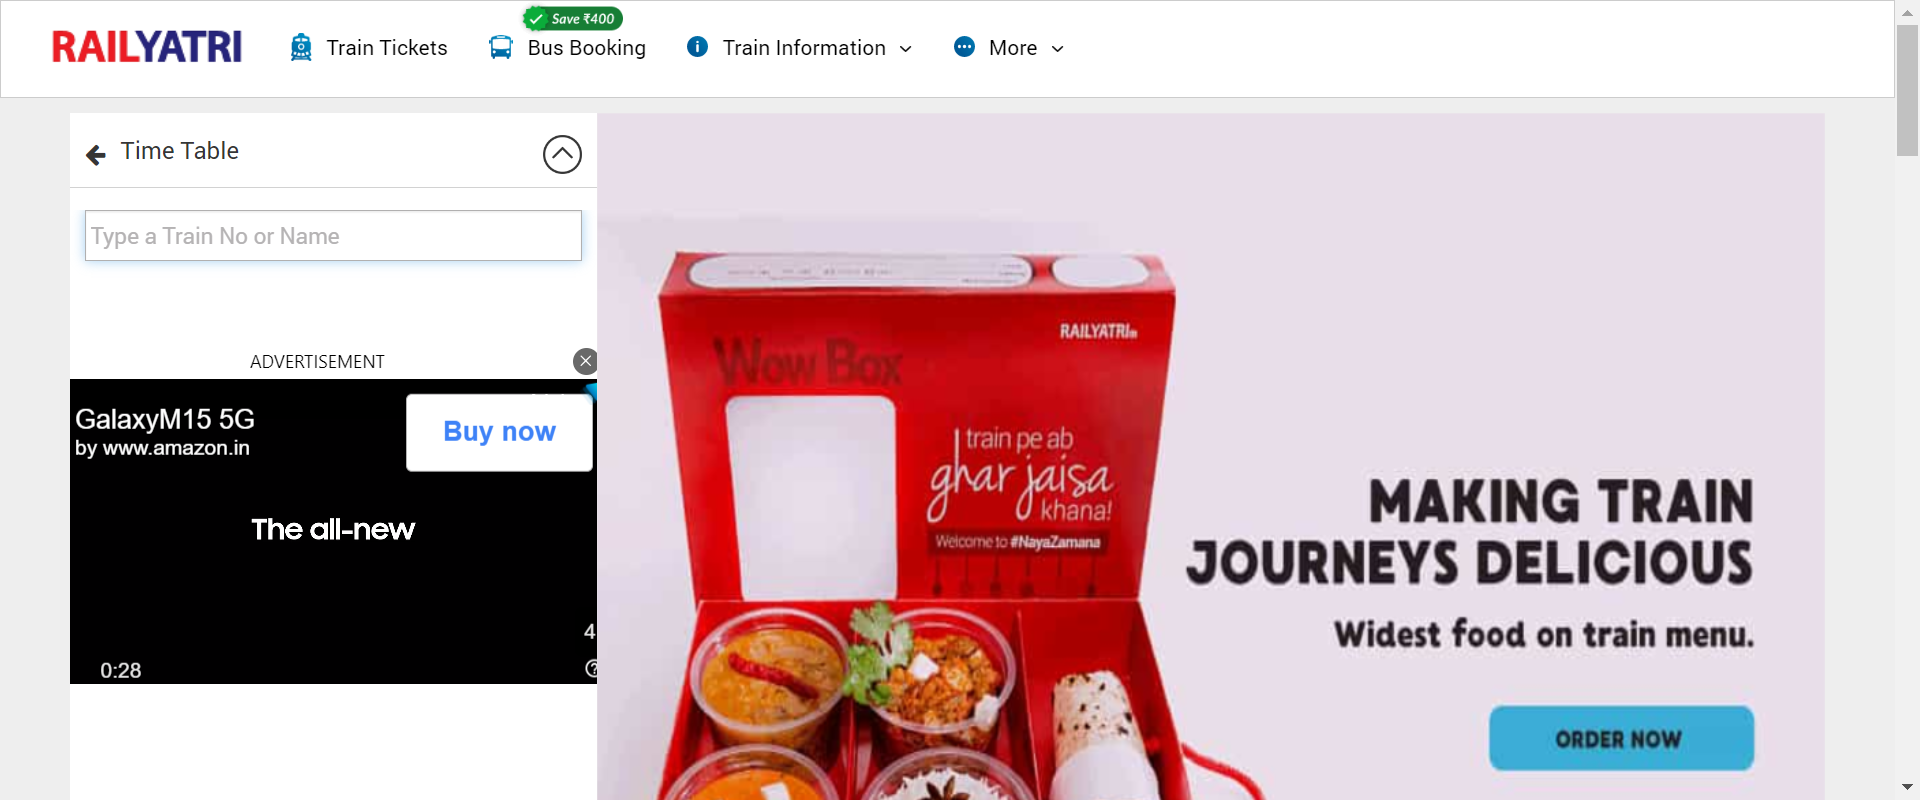 Save ₹400
RAILYATRI
Train Tickets
Bus Booking
Train Information
More
Time Table
Type a Train No or Name
ADVERTISEMENT
GalaxyM15 5G
by www.amazon.in
Buy now
The all-new
4
0:28
RAILYATRI
Wow Box
train pe ab
ghar jaisa
khana!
Welcome to #NayaZamana
MAKING TRAIN
JOURNEYS DELICIOUS
Widest food on train menu.
ORDER NOW